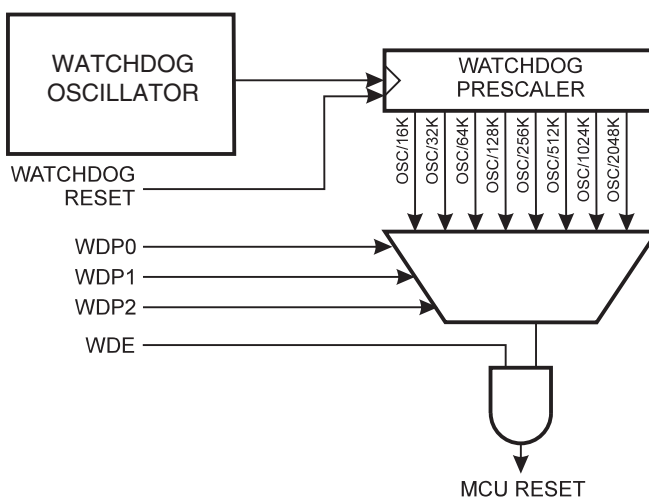 WATCHDOG
OSCILLATOR
WATCHDOG
PRESCALER
OSC/16K
OSC/32K
OSC/64K
OSC/128K
OSC/256K
OSC/512K
OSC/1024K
OSC/2048K
WATCHDOG
RESET
WDP0
WDP1
WDP2
WDE
MCU RESET